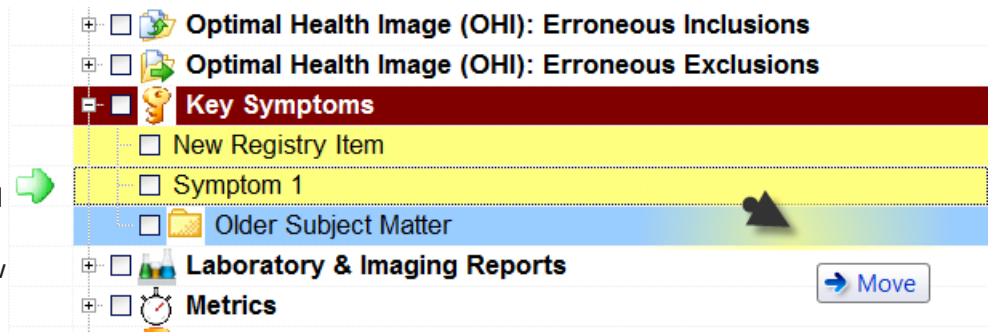 Optimal Health Image (OHI): Erroneous Inclusions
Optimal Health Image (OHI): Erroneous Exclusions
Key Symptoms
New Registry Item
Symptom 1
Older Subject Matter
Laboratory & Imaging Reports
Move
Metrics